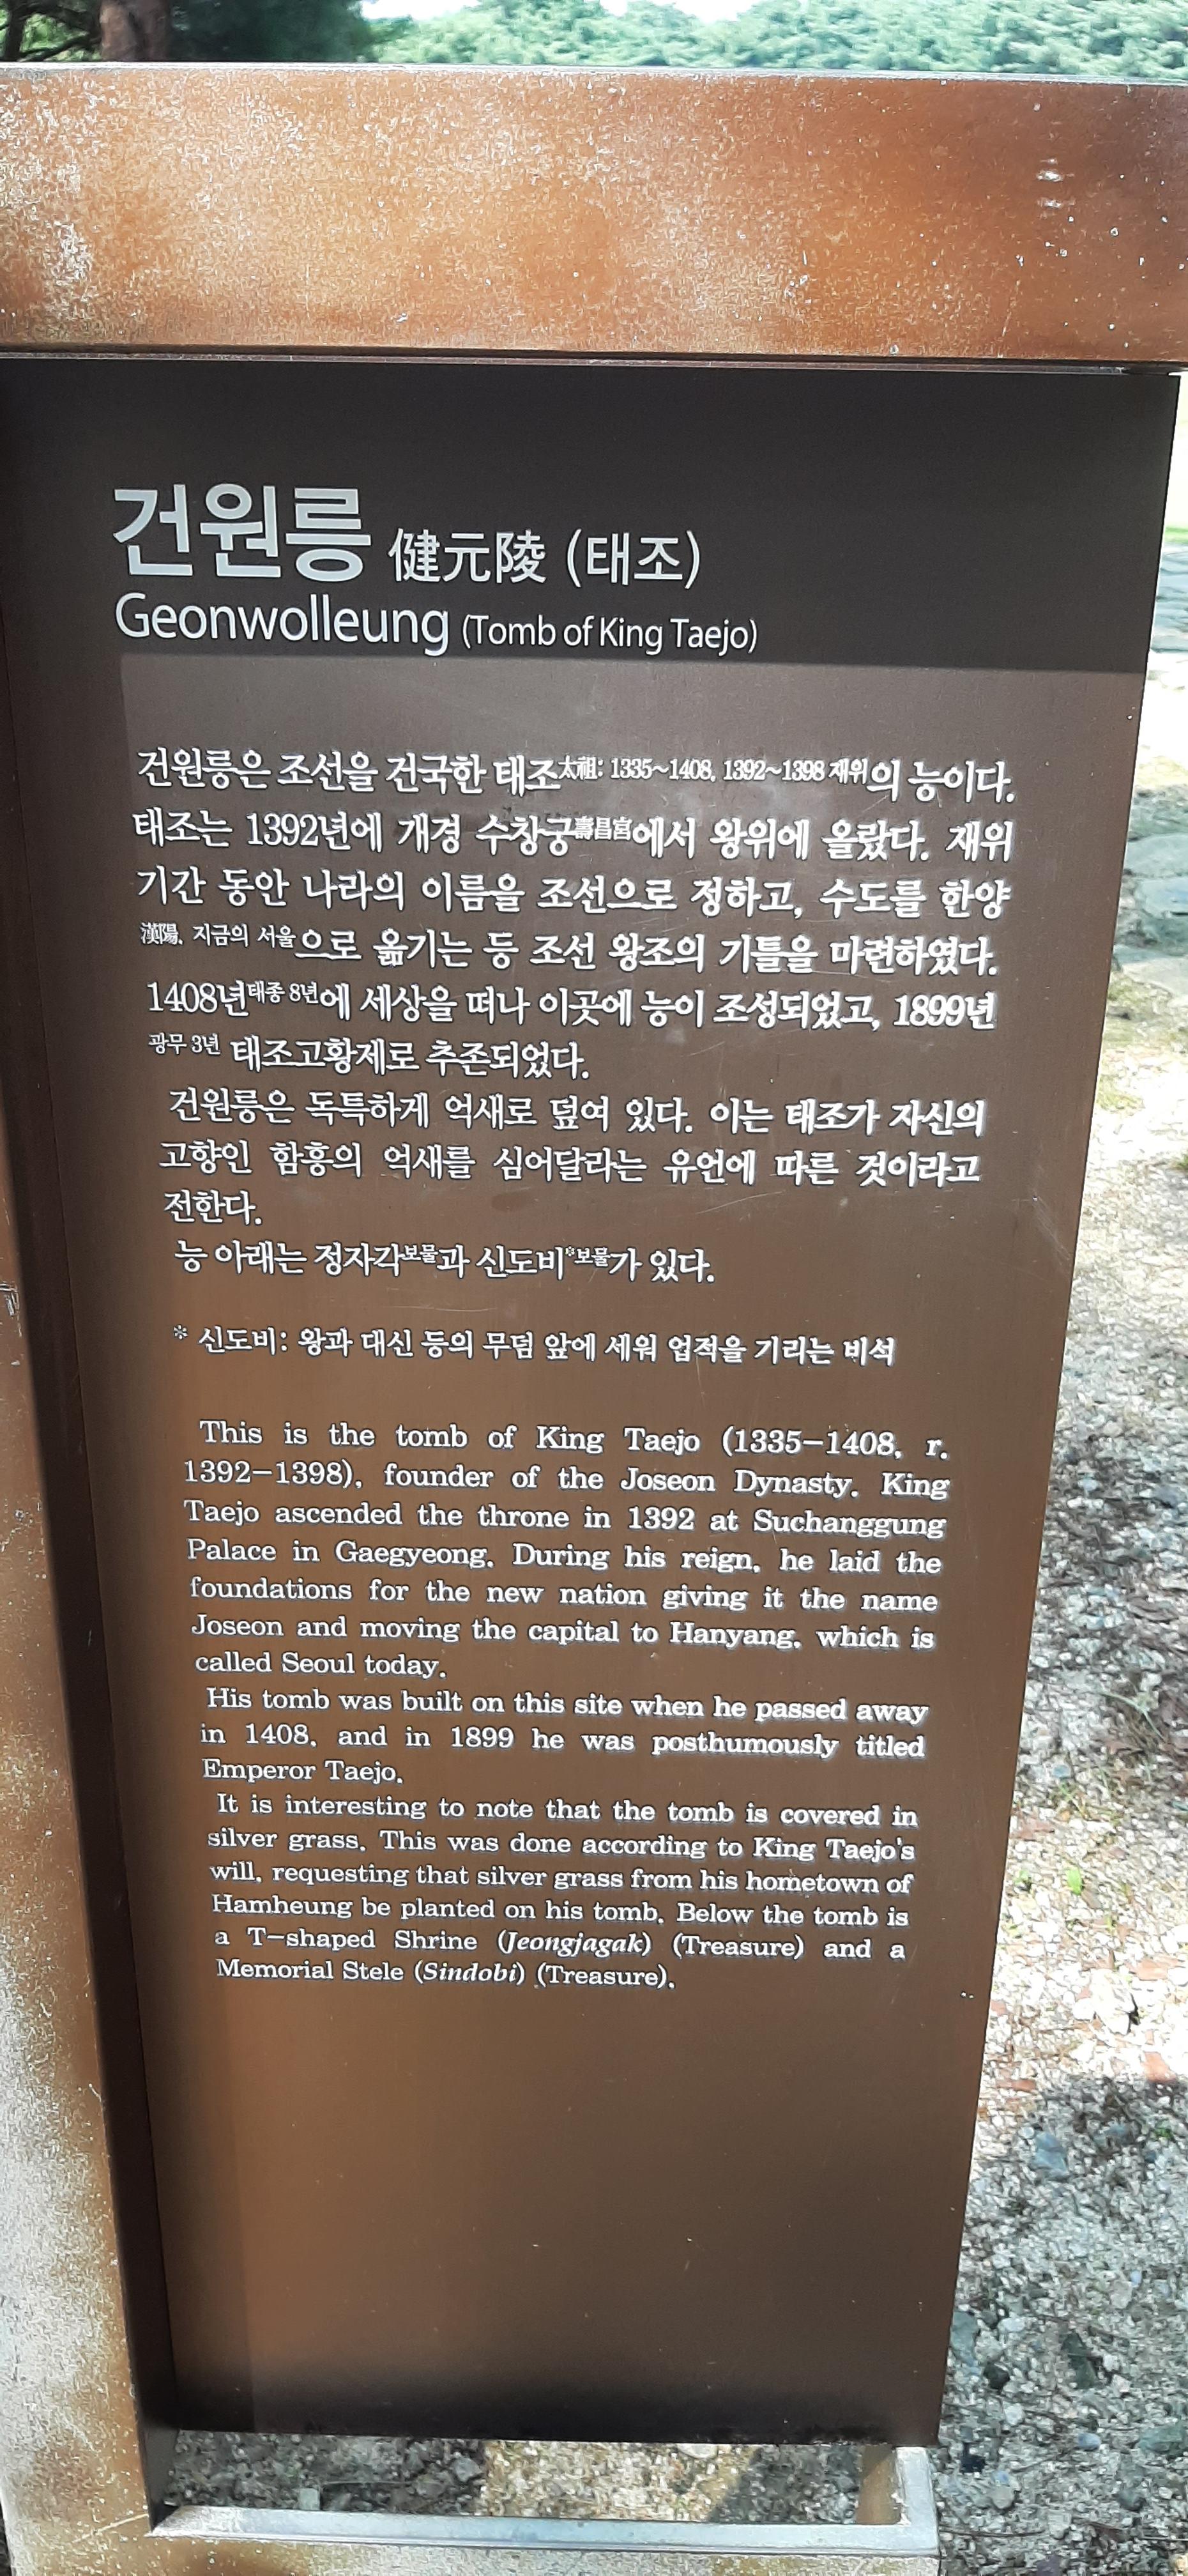 건원릉 健元陵 (태조)
Geonwolleung (Tomb of King Taejo)
건원릉은 조선을 건국한 태조太祖: 1335~1408, 1392~1398 재위의 능이다.
태조는 1392년에 개경 수창궁壽昌宮에서 왕위에 올랐다. 재위
기간 동안 나라의 이름을 조선으로 정하고, 수도를 한양
漢陽, 지금의 서울으로 옮기는 등 조선 왕조의 기틀을 마련하였다.
1408년태종 8년에 세상을 떠나 이곳에 능이 조성되었고, 1899년
광무 3년 태조고황제로 추존되었다.
건원릉은 독특하게 억새로 덮여 있다. 이는 태조가 자신의
고향인 함흥의 억새를 심어달라는 유언에 따른 것이라고
전한다.
능 아래는 정자각보물과 신도비*보물가 있다.
* 신도비: 왕과 대신 등의 무덤 앞에 세워 업적을 기리는 비석
This is the tomb of King Taejo (1335-1408, r.
1392-1398), founder of the Joseon Dynasty. King
Taejo ascended the throne in 1392 at Suchanggung
Palace in Gaegyeong. During his reign, he laid the
foundations for the new nation giving it the name
Joseon and moving the capital to Hanyang, which is
called Seoul today.
His tomb was built on this site when he passed away
in 1408, and in 1899 he was posthumously titled
Emperor Taejo.
It is interesting to note that the tomb is covered in
silver grass. This was done according to King Taejo's
will, requesting that silver grass from his hometown of
Hamheung be planted on his tomb. Below the tomb is
a T-shaped Shrine (Jeongjagak) (Treasure) and a
Memorial Stele (Sindobi) (Treasure).